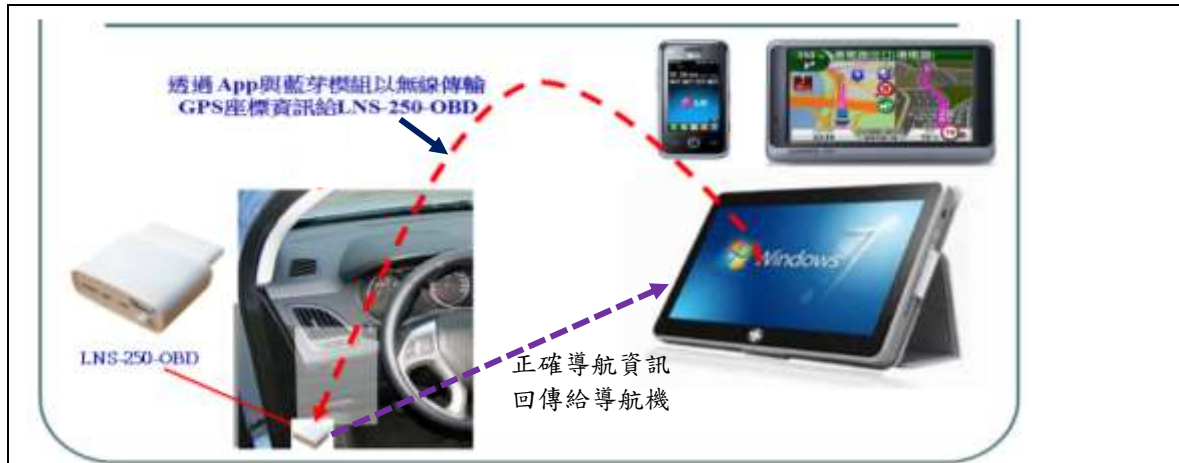 透過 App與藍芽模組以無線傳輸
GPS座標資訊給LNS-250-OBD
LG
Windows 7
LNS-250-OBD
正確導航資訊
回傳給導航機